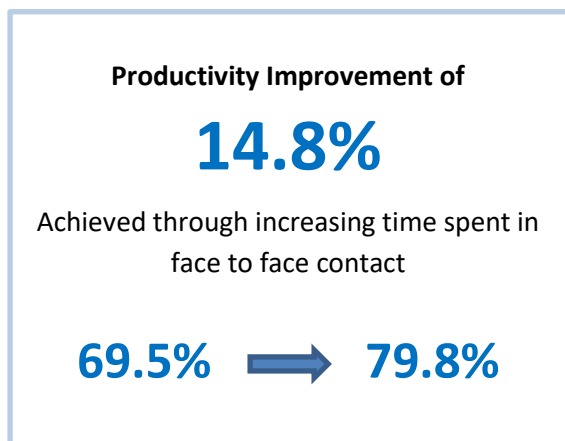 Productivity Improvement of
14.8%
Achieved through increasing time spent in
face to face contact
69.5% 79.8%